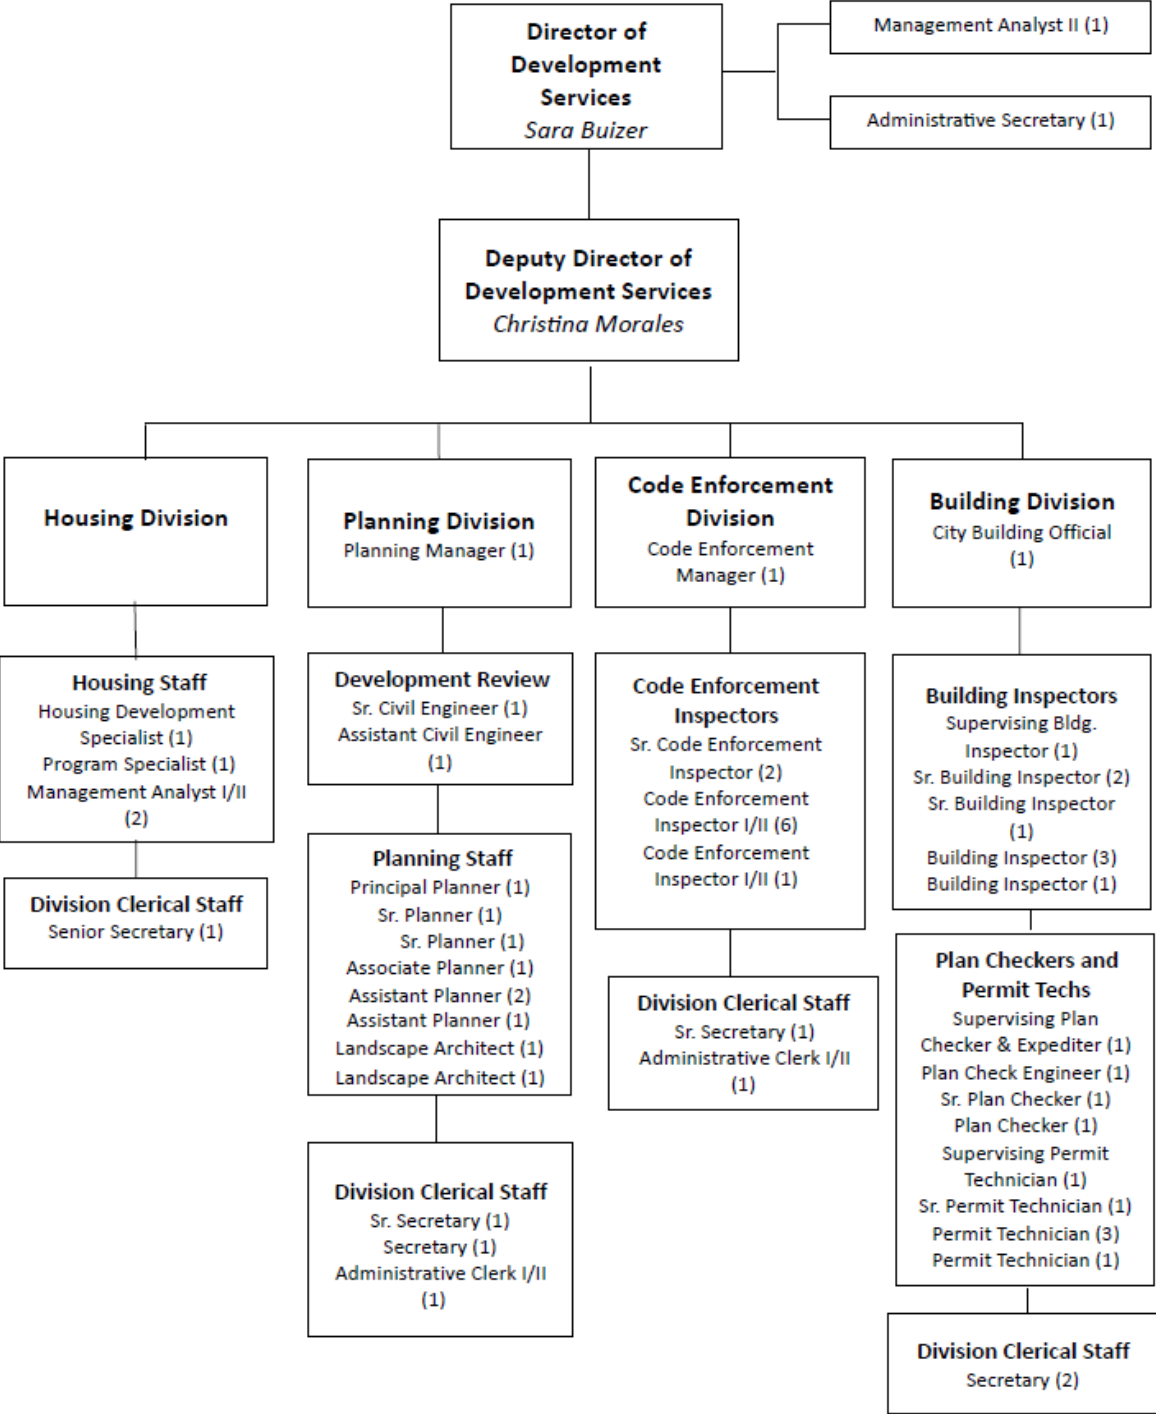 Director of
Development
Services
Sara Buizer
Management Analyst II (1)
Administrative Secretary (1)
Deputy Director of
Development Services
Christina Morales
Housing Division
Planning Division
Planning Manager (1)
Code Enforcement
Division
Code Enforcement
Manager (1)
Building Division
City Building Official
(1)
Housing Staff
Housing Development
Specialist (1)
Program Specialist (1)
Management Analyst I/II
(2)
Division Clerical Staff
Senior Secretary (1)
Development Review
Sr. Civil Engineer (1)
Assistant Civil Engineer
(1)
Planning Staff
Principal Planner (1)
Sr. Planner (1)
Sr. Planner (1)
Associate Planner (1)
Assistant Planner (2)
Assistant Planner (1)
Landscape Architect (1)
Landscape Architect (1)
Division Clerical Staff
Sr. Secretary (1)
Secretary (1)
Administrative Clerk I/II
(1)
Code Enforcement
Inspectors
Sr. Code Enforcement
Inspector (2)
Code Enforcement
Inspector I/II (6)
Code Enforcement
Inspector I/II (1)
Division Clerical Staff
Sr. Secretary (1)
Administrative Clerk I/II
(1)
Building Inspectors
Supervising Bldg.
Inspector (1)
Sr. Building Inspector (2)
Sr. Building Inspector
(1)
Building Inspector (3)
Building Inspector (1)
Plan Checkers and
Permit Techs
Supervising Plan
Checker & Expediter (1)
Plan Check Engineer (1)
Sr. Plan Checker (1)
Plan Checker (1)
Supervising Permit
Technician (1)
Sr. Permit Technician (1)
Permit Technician (3)
Permit Technician (1)
Division Clerical Staff
Secretary (2)